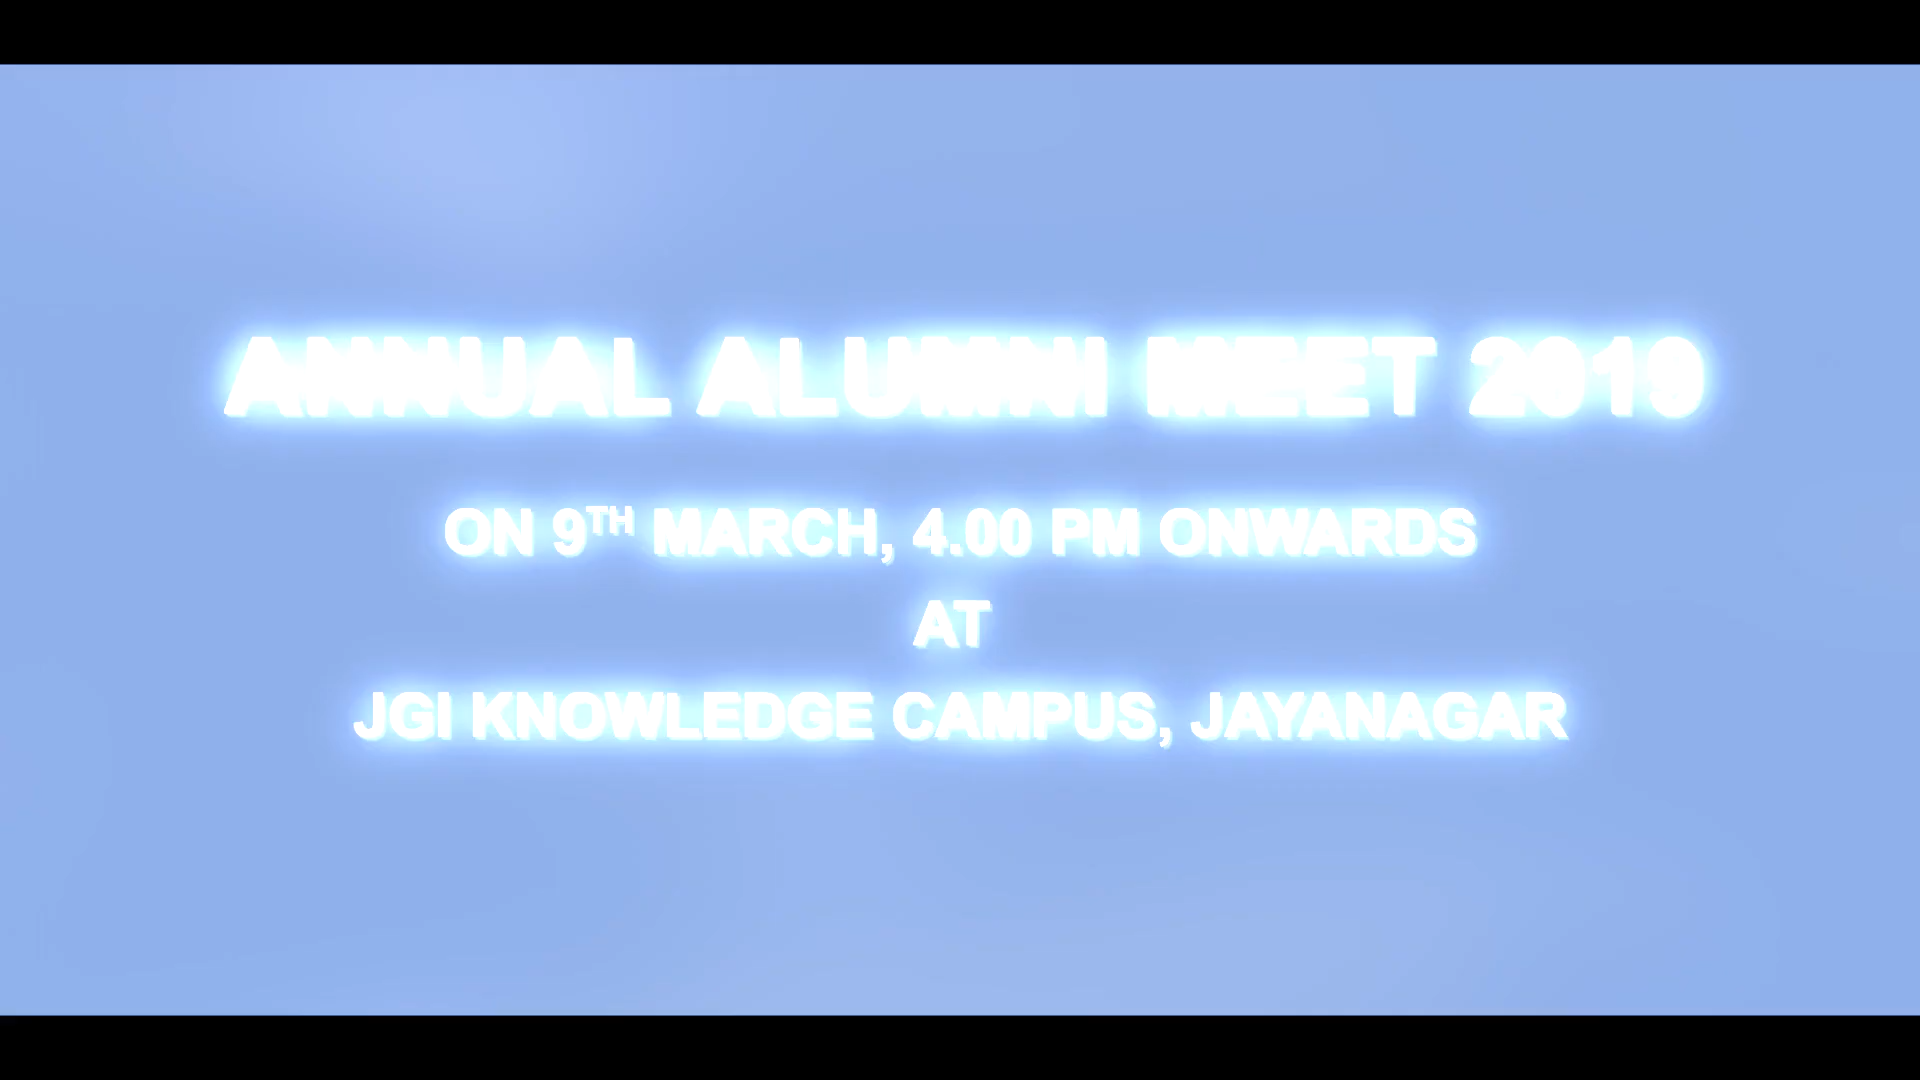 ANNUAL ALUMNI MEET 2019
ON 9TH MARCH, 4.00 PM ONWARDS
AT
JGI KNOWLEDGE CAMPUS, JAYANAGAR